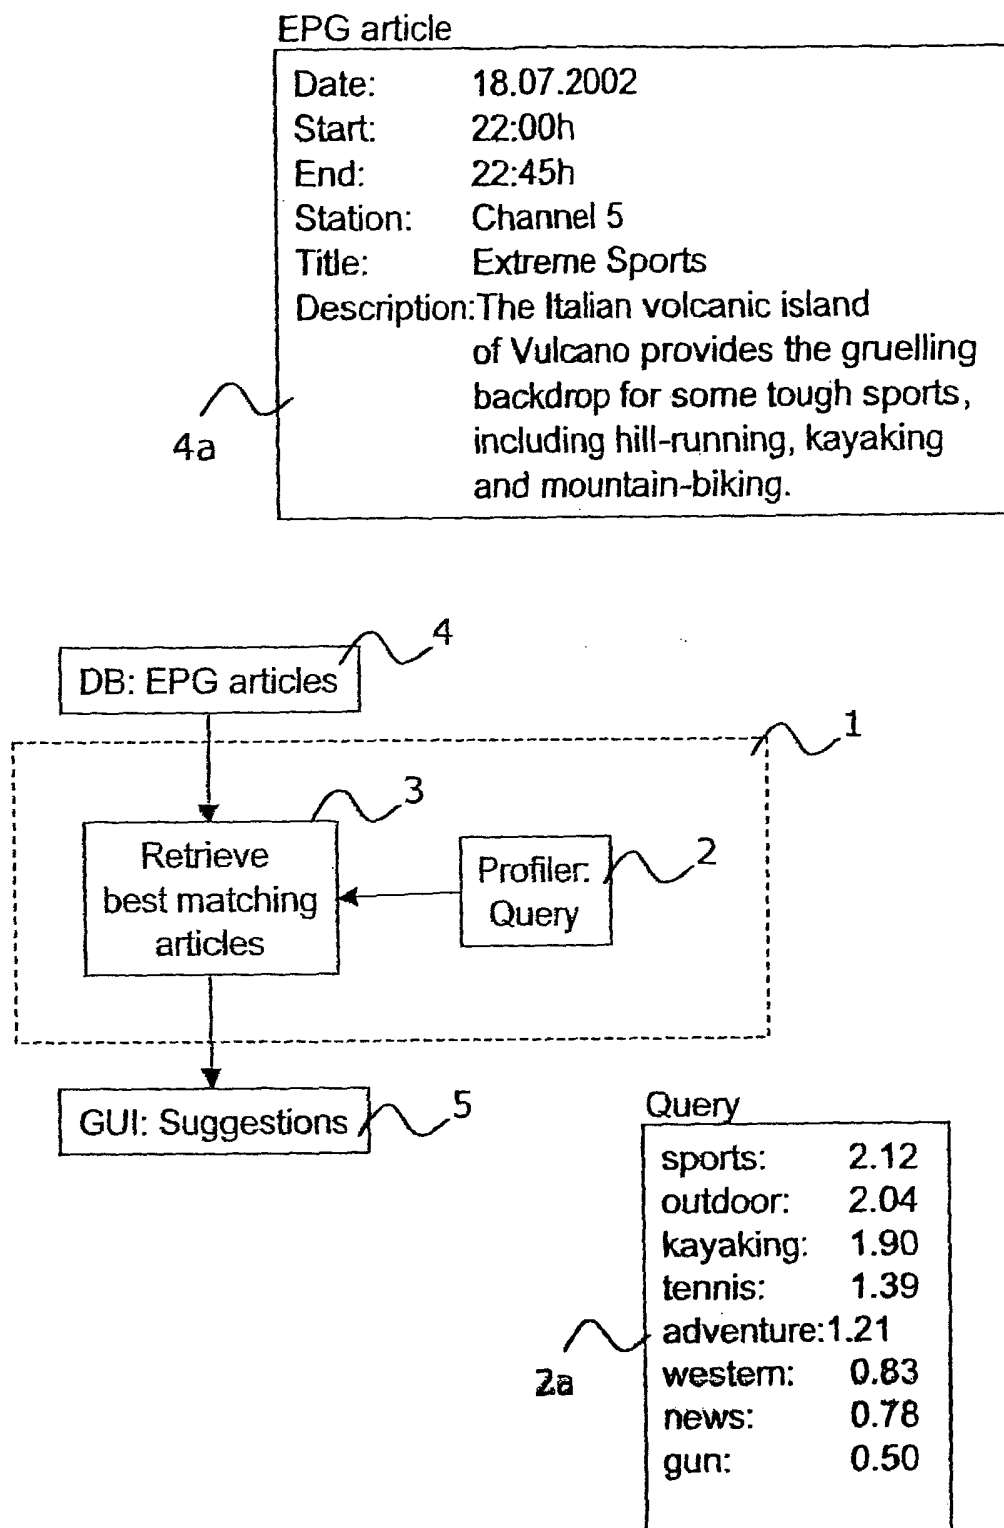 EPG article
Date: 18.07.2002
Start: 22:00h
End: 22:45h
Station: Channel 5
Title: Extreme Sports
Description:The Italian volcanic island
of Vulcano provides the gruelling
backdrop for some tough sports,
including hill-running, kayaking
and mountain-biking.
4a
4
DB: EPG articles
1
3
Retrieve
best matching
articles
2
Profiler:
Query
5
GUI: Suggestions
Query
sports: 2.12
outdoor: 2.04
kayaking: 1.90
tennis: 1.39
adventure:1.21
2a
western: 0.83
news: 0.78
gun: 0.50